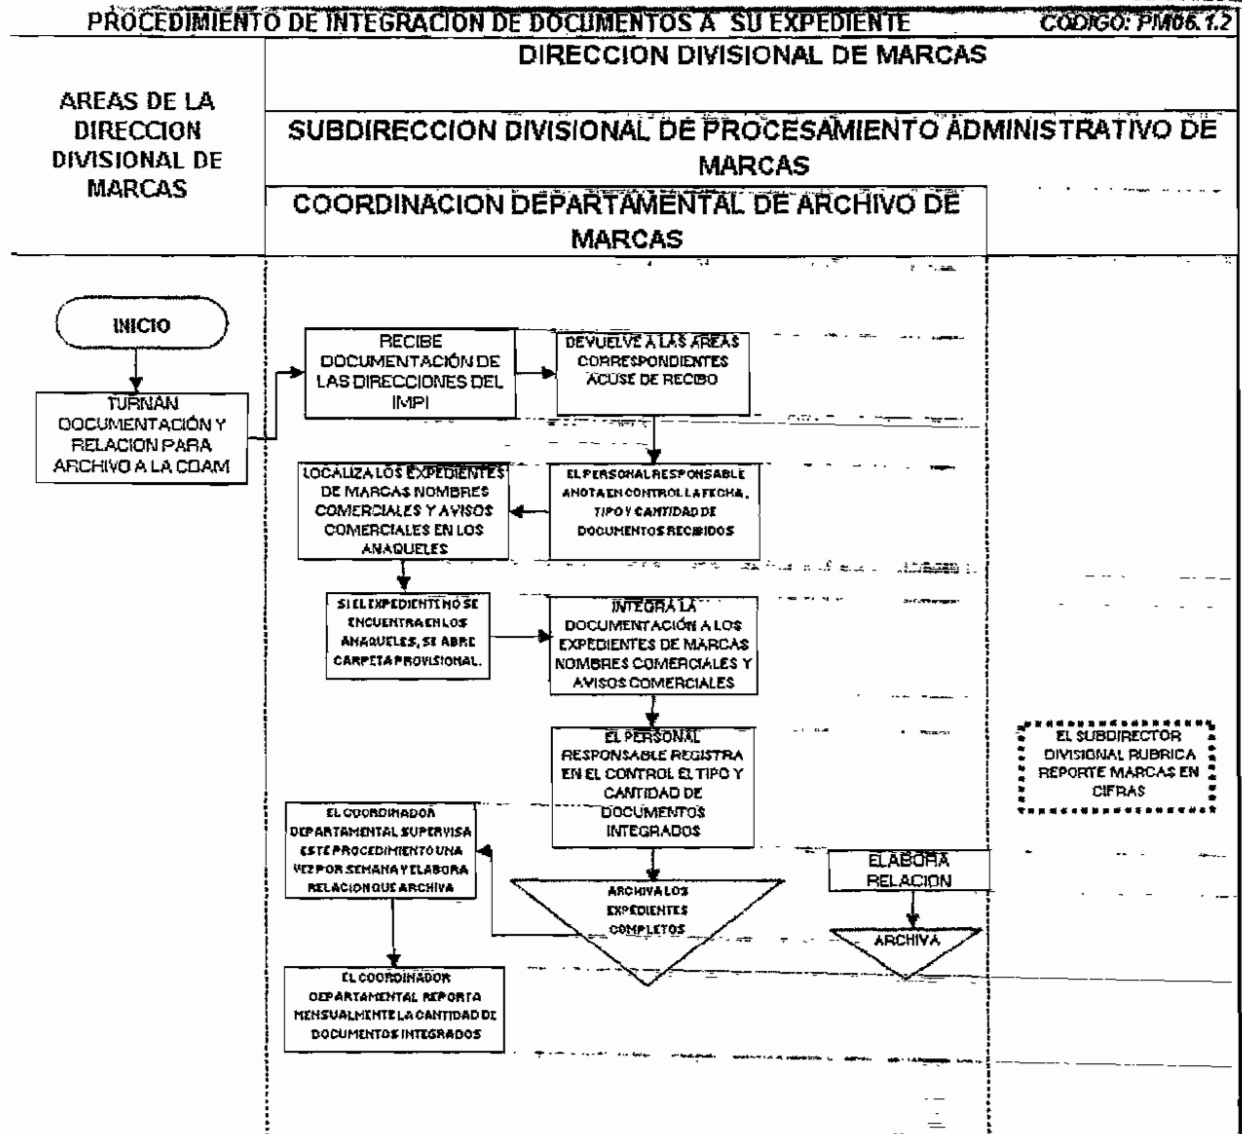 PROCEDIMIENTO DE INTEGRACION DE DOCUMENTOS A SU EXPEDIENTE
CODIGO: PM06.1.2
DIRECCION DIVISIONAL DE MARCAS
AREAS DE LA
DIRECCION
DIVISIONAL DE
MARCAS
SUBDIRECCION DIVISIONAL DE PROCESAMIENTO ADMINISTRATIVO DE
MARCAS
COORDINACION DEPARTAMENTAL DE ARCHIVO DE
MARCAS
INICIO
TURNAN
DOCUMENTACIÓN Y
RELACION PARA
ARCHIVO A LA CDAM
RECIBE
DOCUMENTACIÓN DE
LAS DIRECCIONES DEL
IMPI
DEVUELVE A LAS AREAS
CORRESPONDIENTES
ACUSE DE RECIBO
EL PERSONAL RESPONSABLE
ANOTA EN CONTROL LA FECHA,
TIPO Y CANTIDAD DE
DOCUMENTOS RECIBIDOS
LOCALIZA LOS EXPEDIENTES
DE MARCAS NOMBRES
COMERCIALES Y AVISOS
COMERCIALES EN LOS
ANAQUELES
SI EL EXPEDIENTE NO SE
ENCUENTRA EN LOS
ANAQUELES, SE ABRE
CARPETA PROVISIONAL.
INTEGRA LA
DOCUMENTACIÓN A LOS
EXPEDIENTES DE MARCAS
NOMBRES COMERCIALES Y
AVISOS COMERCIALES
EL PERSONAL
RESPONSABLE REGISTRA
EN EL CONTROL EL TIPO Y
CANTIDAD DE
DOCUMENTOS
INTEGRADOS
ARCHIVA LOS
EXPEDIENTES
COMPLETOS
EL COORDINADOR
DEPARTAMENTAL SUPERVISA
ESTE PROCEDIMIENTO UNA
VEZ POR SEMANA Y ELABORA
RELACION QUE ARCHIVA
EL COORDINADOR
DEPARTAMENTAL REPORTA
MENSUALMENTE LA CANTIDAD DE
DOCUMENTOS INTEGRADOS
ELABORA
RELACION
ARCHIVA
EL SUBDIRECTOR
DIVISIONAL RUBRICA
REPORTE MARCAS EN
CIFRAS